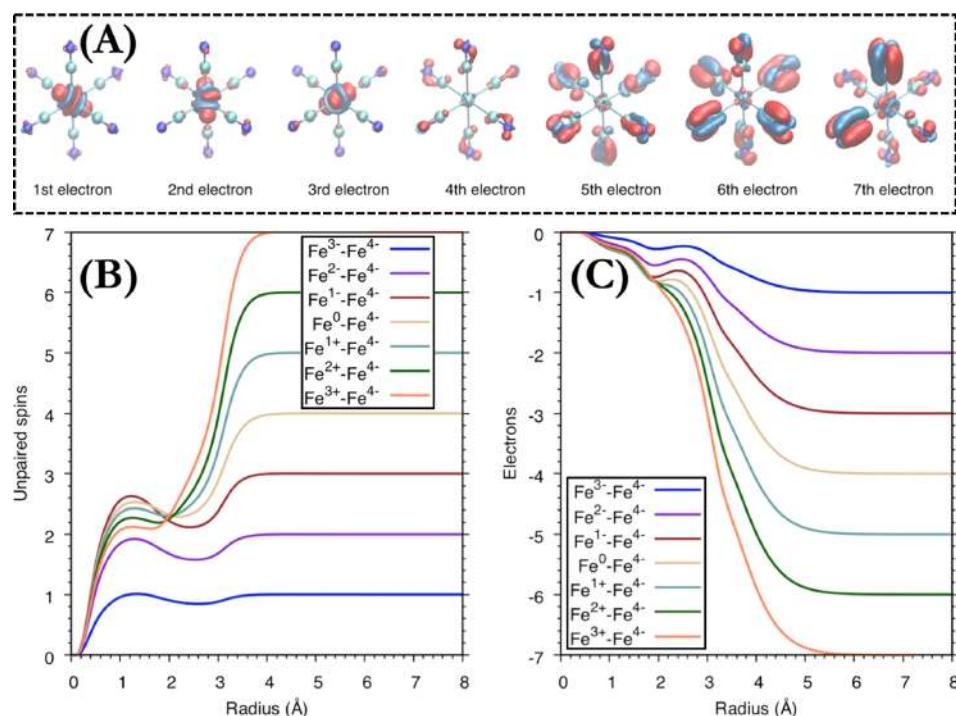 (A)
1st electron 2nd electron 3rd electron 4th electron 5th electron 6th electron 7th electron
(B)
Unpaired spins
7
6
5
4
3
2
1
0
Fe³⁻-Fe⁴⁻
Fe²⁻-Fe⁴⁻
Fe¹⁻-Fe⁴⁻
Fe⁰-Fe⁴⁻
Fe¹⁺-Fe⁴⁻
Fe²⁺-Fe⁴⁻
Fe³⁺-Fe⁴⁻
0 1 2 3 4 5 6 7 8
Radius (Å)
(C)
Electrons
0
-1
-2
-3
-4
-5
-6
-7
Fe³⁻-Fe⁴⁻
Fe²⁻-Fe⁴⁻
Fe¹⁻-Fe⁴⁻
Fe⁰-Fe⁴⁻
Fe¹⁺-Fe⁴⁻
Fe²⁺-Fe⁴⁻
Fe³⁺-Fe⁴⁻
0 1 2 3 4 5 6 7 8
Radius (Å)